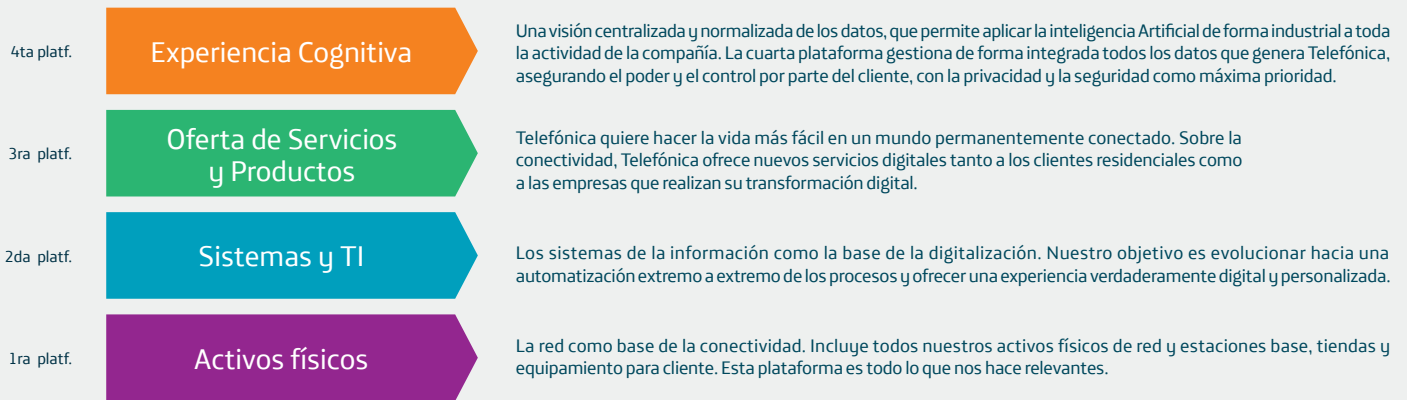 4ta platf.
Experiencia Cognitiva
Una visión centralizada y normalizada de los datos, que permite aplicar la inteligencia Artificial de forma industrial a toda
la actividad de la compañía. La cuarta plataforma gestiona de forma integrada todos los datos que genera Telefónica,
asegurando el poder y el control por parte del cliente, con la privacidad y la seguridad como máxima prioridad.
3ra platf.
Oferta de Servicios
y Productos
Telefónica quiere hacer la vida más fácil en un mundo permanentemente conectado. Sobre la
conectividad, Telefónica ofrece nuevos servicios digitales tanto a los clientes residenciales como
a las empresas que realizan su transformación digital.
2da platf.
Sistemas y TI
Los sistemas de la información como la base de la digitalización. Nuestro objetivo es evolucionar hacia una
automatización extremo a extremo de los procesos y ofrecer una experiencia verdaderamente digital y personalizada.
1ra platf.
Activos físicos
La red como base de la conectividad. Incluye todos nuestros activos físicos de red y estaciones base, tiendas y
equipamiento para cliente. Esta plataforma es todo lo que nos hace relevantes.